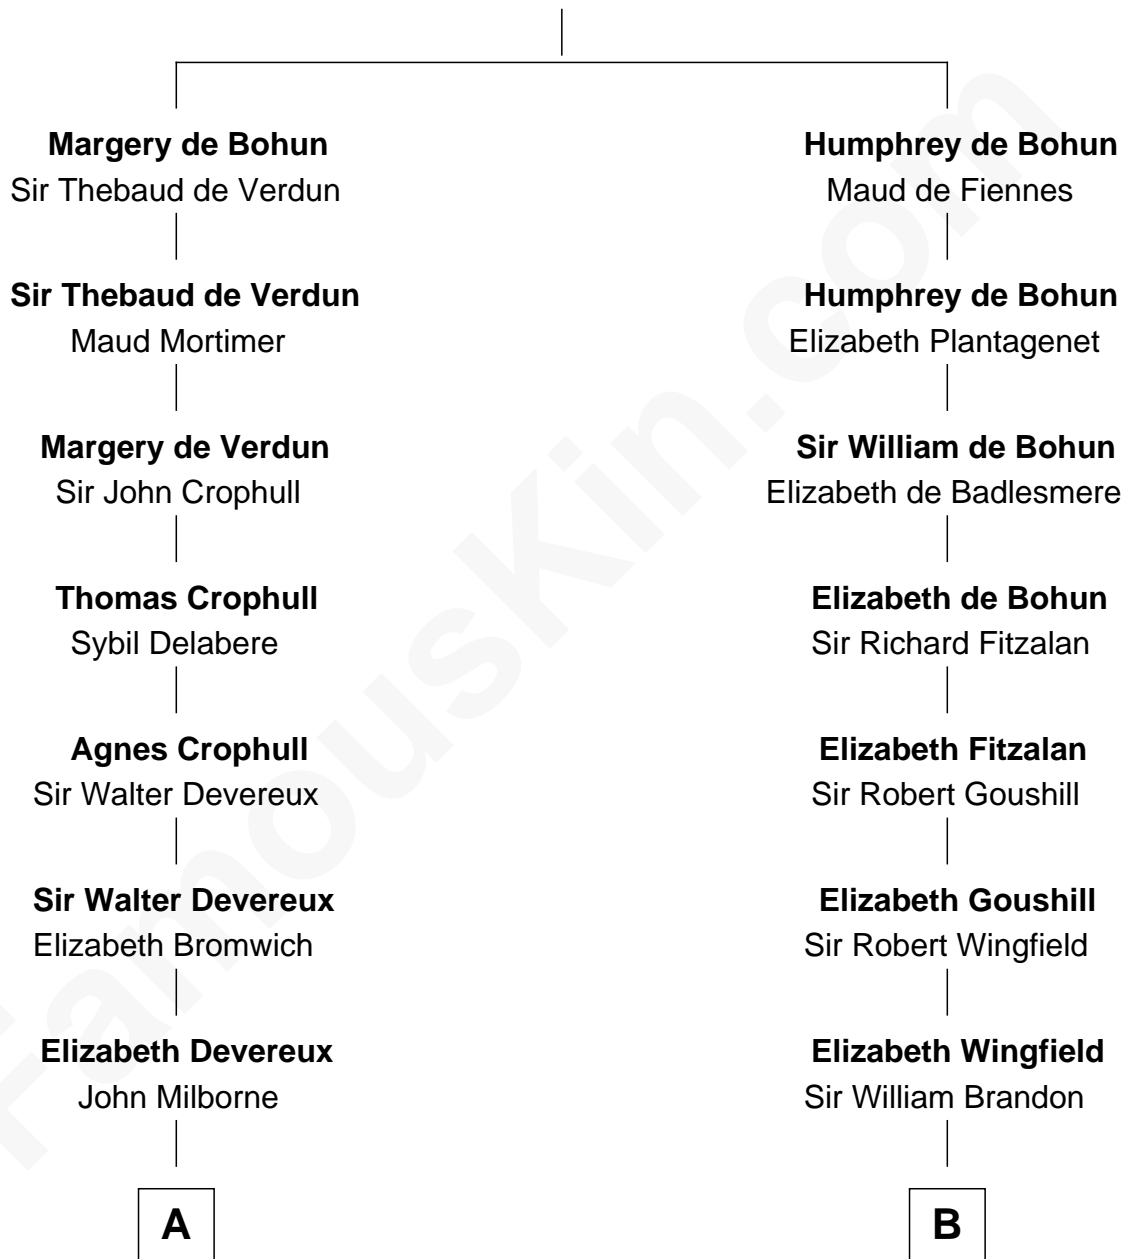 Margery de Bohun
Sir Thebaud de Verdun
Sir Thebaud de Verdun
Maud Mortimer
Margery de Verdun
Sir John Crophull
Thomas Crophull
Sybil Delabere
Agnes Crophull
Sir Walter Devereux
Sir Walter Devereux
Elizabeth Bromwich
Elizabeth Devereux
John Milborne
A
Humphrey de Bohun
Maud de Fiennes
Humphrey de Bohun
Elizabeth Plantagenet
Sir William de Bohun
Elizabeth de Badlesmere
Elizabeth de Bohun
Sir Richard Fitzalan
Elizabeth Fitzalan
Sir Robert Goushill
Elizabeth Goushill
Sir Robert Wingfield
Elizabeth Wingfield
Sir William Brandon
B
FamousKin.com